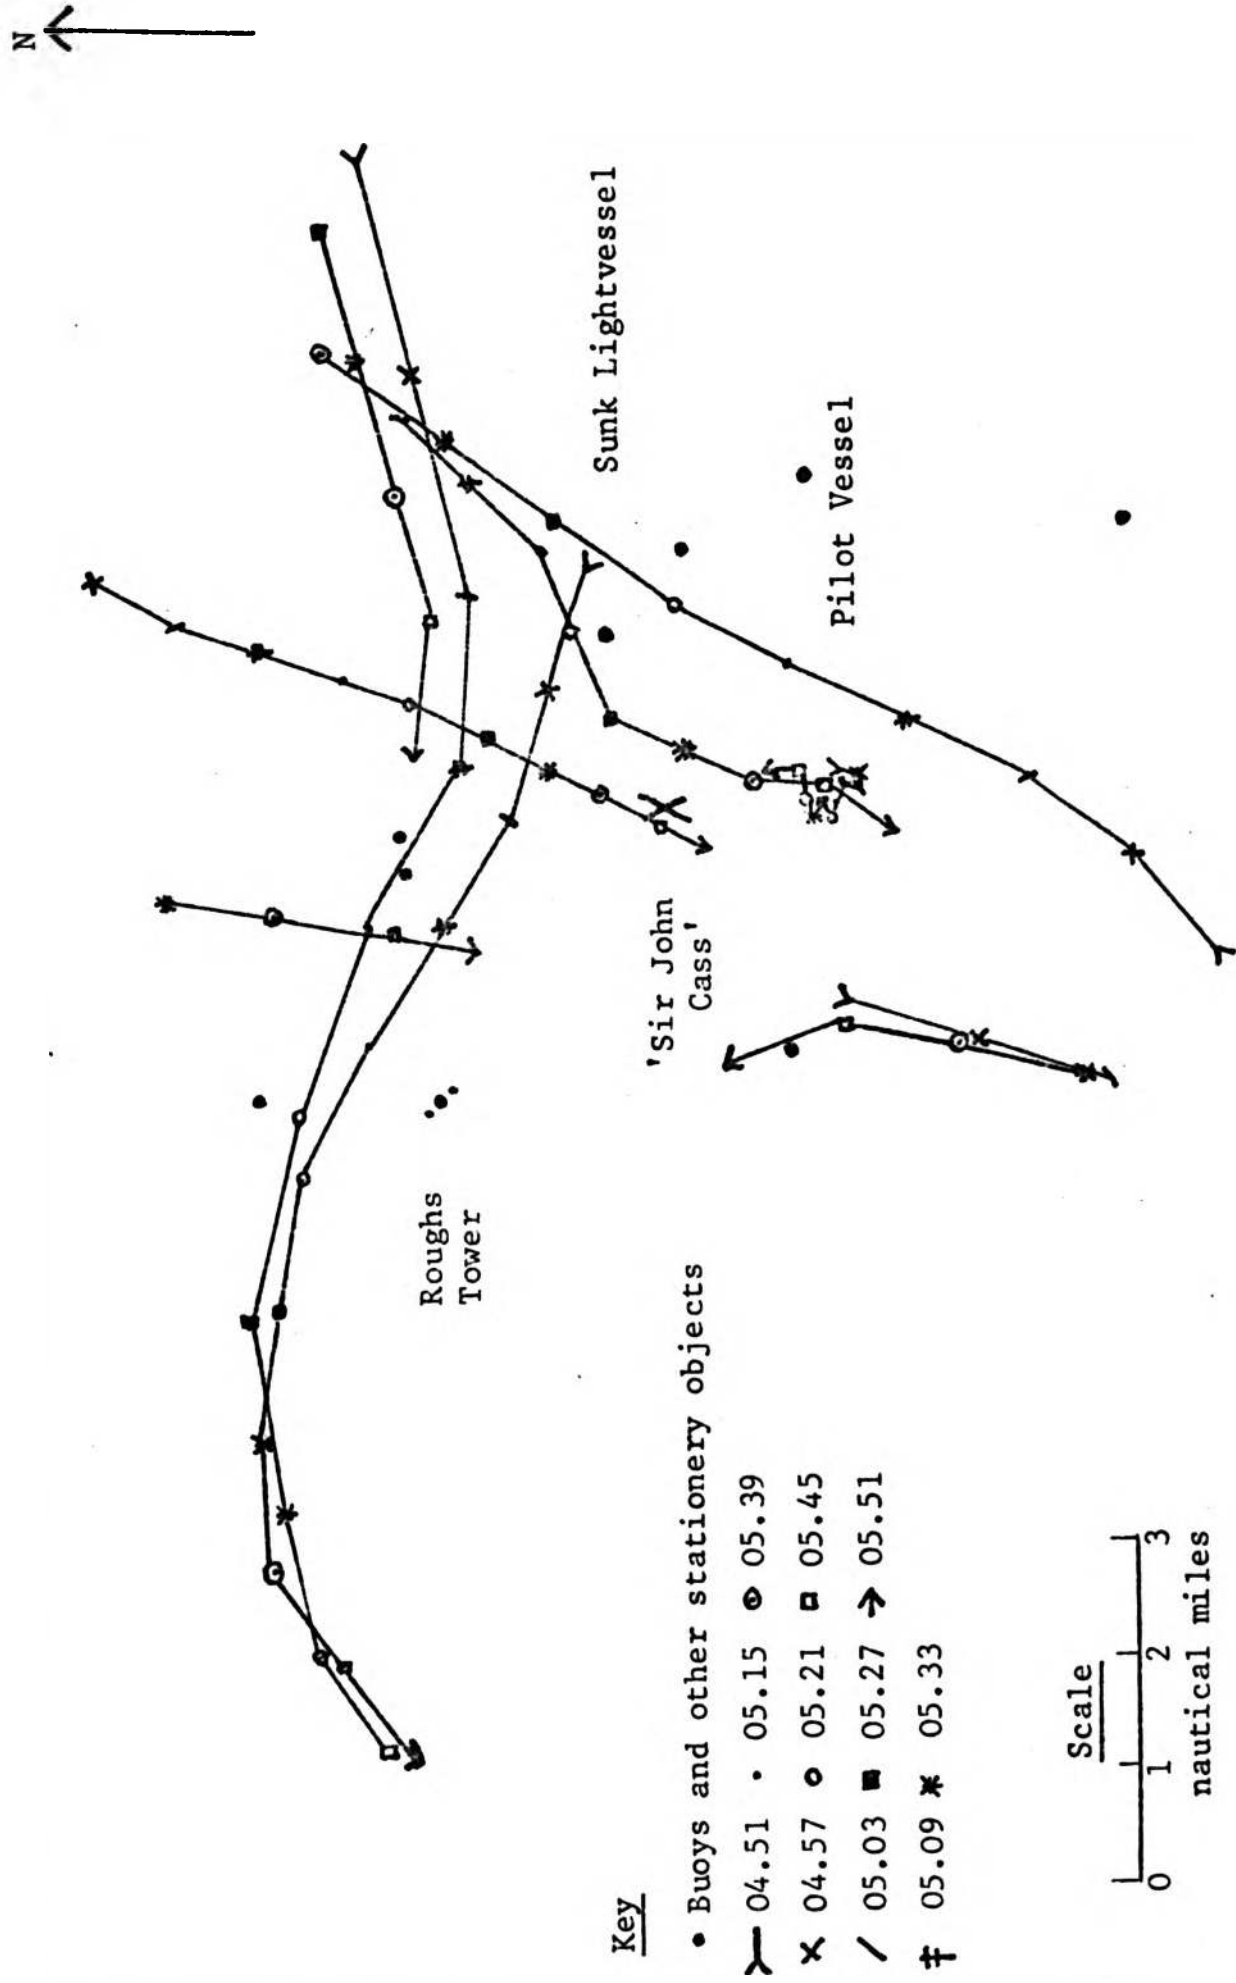 N
Sunk Lightvessel
Pilot Vessel
'Sir John
Cass'
Roughs
Tower
Key
• Buoys and other stationery objects
04.51 • 05.15 05.39
04.57 05.21 05.45
05.03 05.27 05.51
05.09 05.33
Scale
0 1 2 3
nautical miles